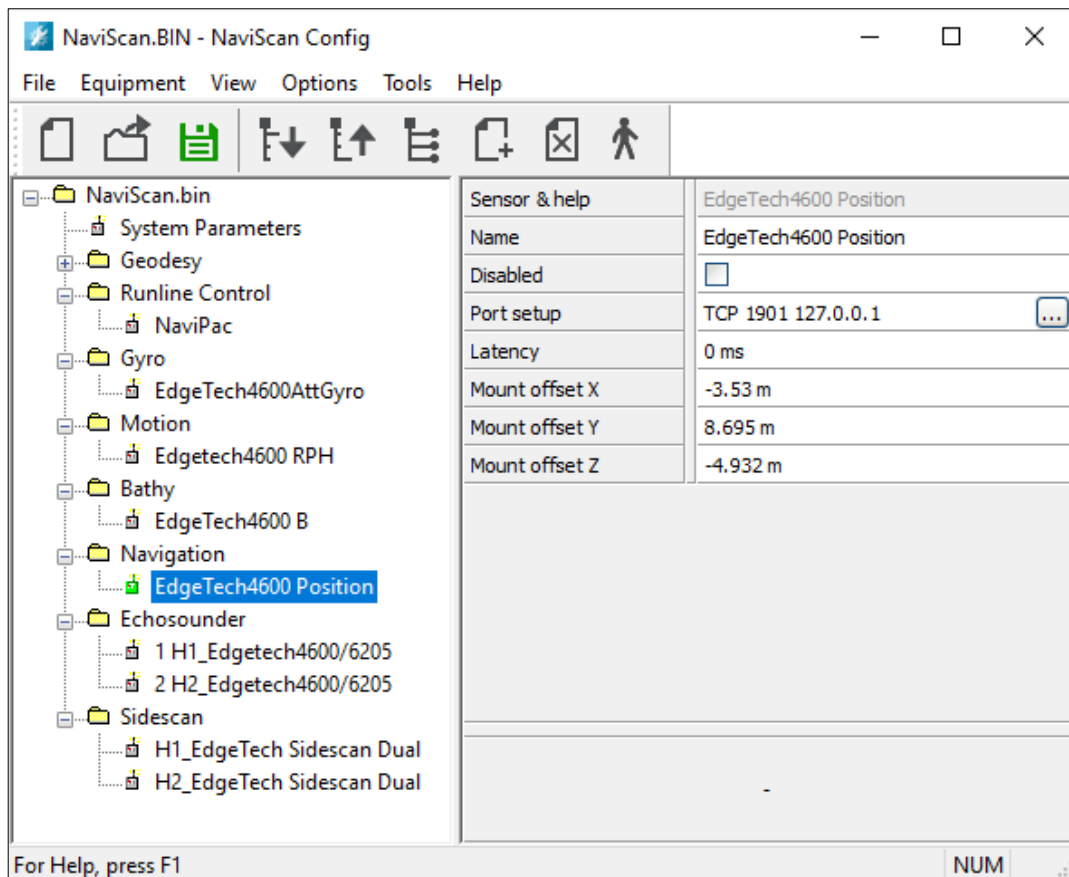 NaviScan.BIN - NaviScan Config
File Equipment View Options Tools Help
NaviScan.bin
System Parameters
Geodesy
Runline Control
NaviPac
Gyro
EdgeTech4600AttGyro
Motion
Edgetech4600 RPH
Bathy
EdgeTech4600 B
Navigation
EdgeTech4600 Position
Echosounder
1 H1_Edgetech4600/6205
2 H2_Edgetech4600/6205
Sidescan
H1_EdgeTech Sidescan Dual
H2_EdgeTech Sidescan Dual
Sensor & help EdgeTech4600 Position
Name EdgeTech4600 Position
Disabled
Port setup TCP 1901 127.0.0.1 ...
Latency 0 ms
Mount offset X -3.53 m
Mount offset Y 8.695 m
Mount offset Z -4.932 m
-
For Help, press F1 NUM